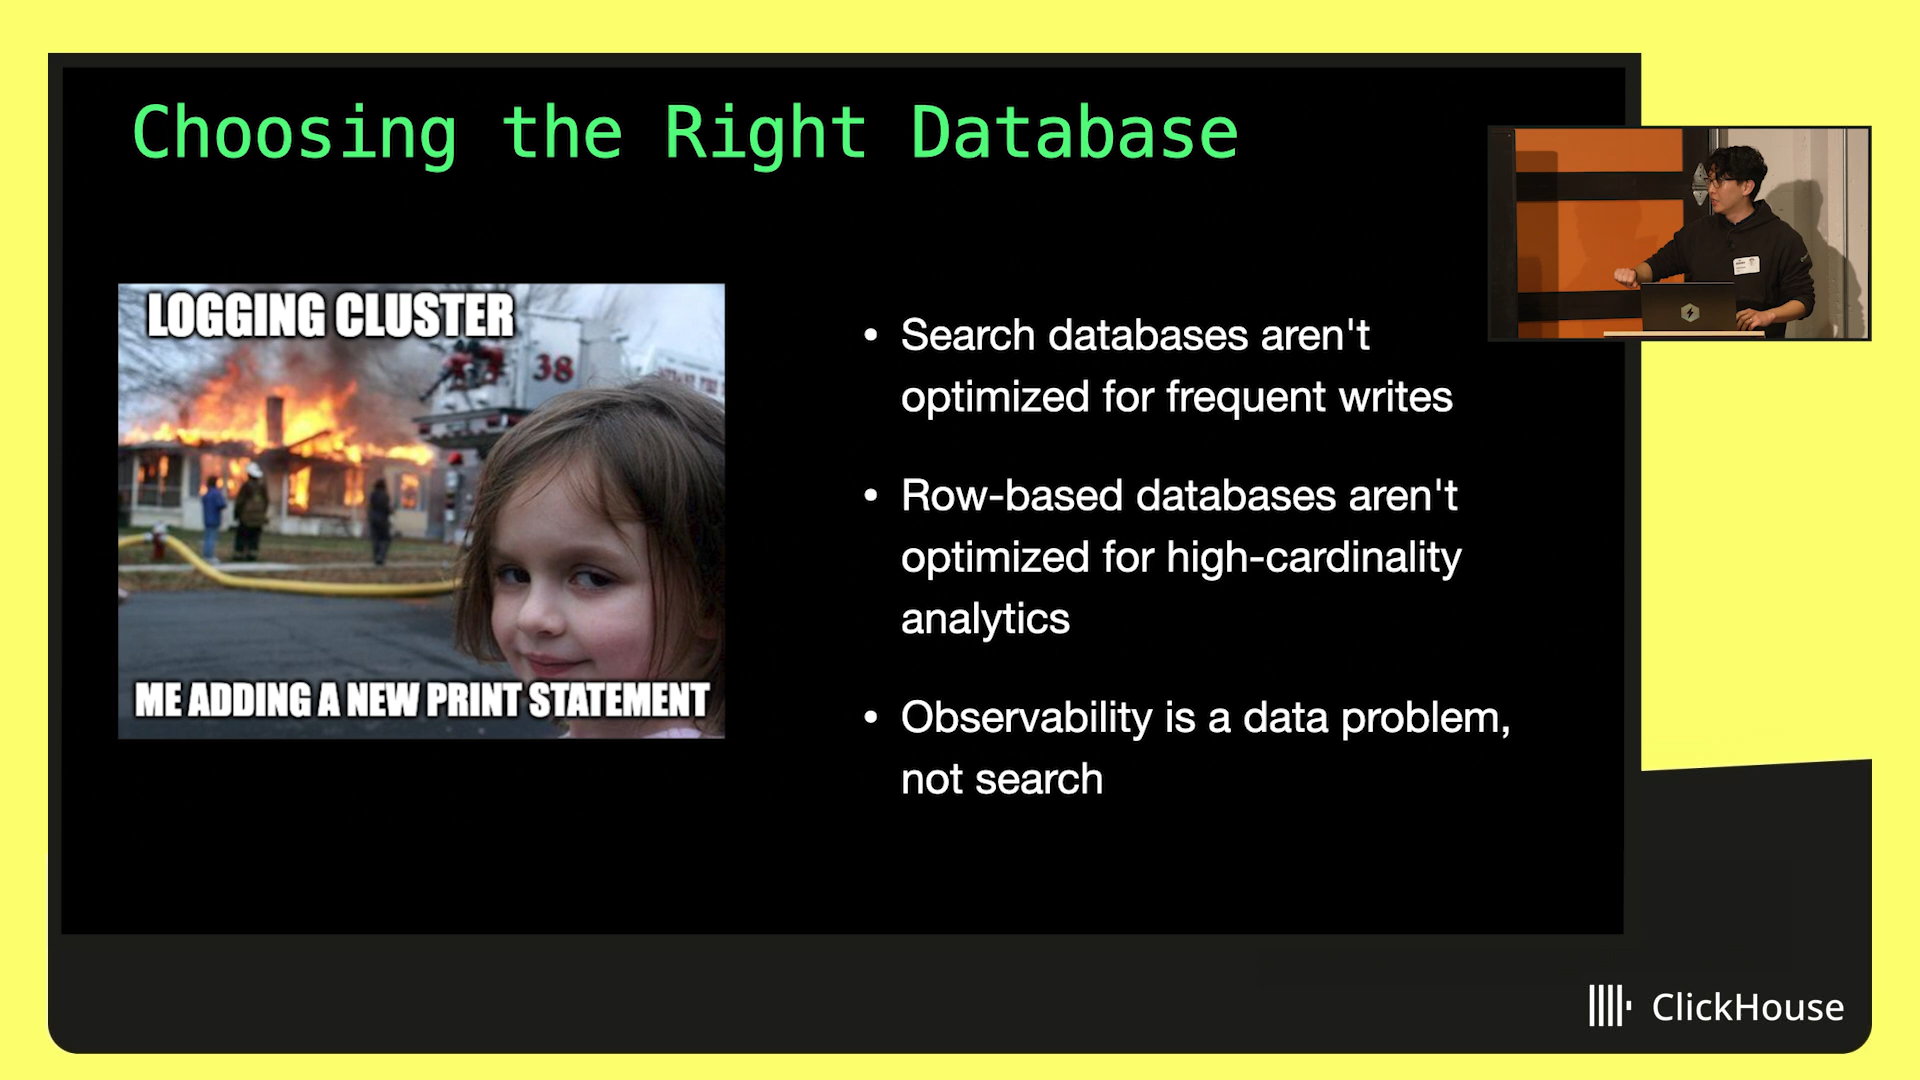 Choosing the Right Database
LOGGING CLUSTER
38
ME ADDING A NEW PRINT STATEMENT
• Search databases aren't
optimized for frequent writes
• Row-based databases aren't
optimized for high-cardinality
analytics
• Observability is a data problem,
not search
ClickHouse